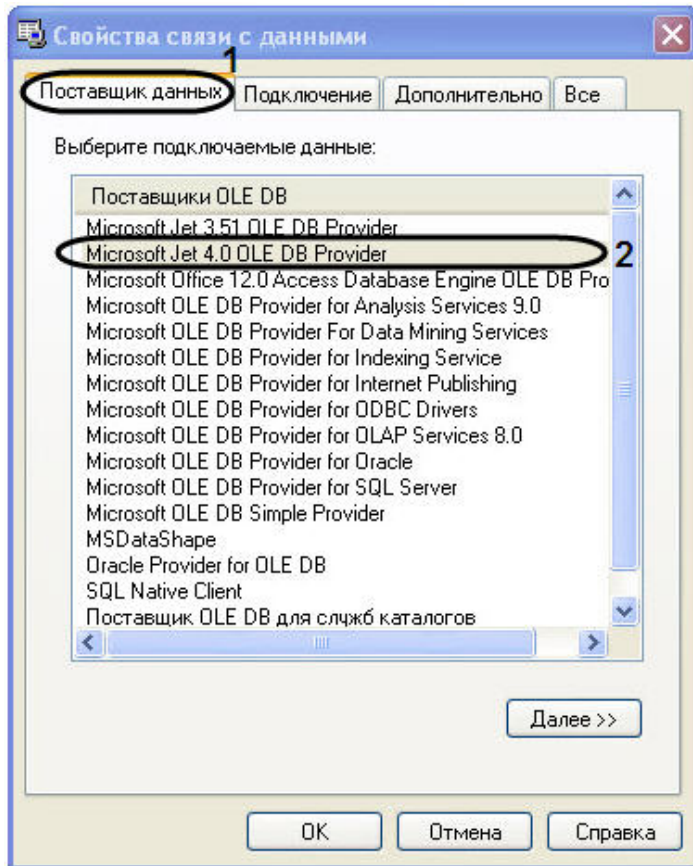 Свойства связи с данными
1
Поставщик данных Подключение Дополнительно Все
Выберите подключаемые данные:
Поставщики OLE DB
Microsoft Jet 3.51 OLE DB Provider
Microsoft Jet 4.0 OLE DB Provider 2
Microsoft Office 12.0 Access Database Engine OLE DB Pro
Microsoft OLE DB Provider for Analysis Services 9.0
Microsoft OLE DB Provider For Data Mining Services
Microsoft OLE DB Provider for Indexing Service
Microsoft OLE DB Provider for Internet Publishing
Microsoft OLE DB Provider for ODBC Drivers
Microsoft OLE DB Provider for OLAP Services 8.0
Microsoft OLE DB Provider for Oracle
Microsoft OLE DB Provider for SQL Server
Microsoft OLE DB Simple Provider
MSDataShape
Oracle Provider for OLE DB
SQL Native Client
Поставщик OLE DB для служб каталогов
Далее >>
ОК Отмена Справка